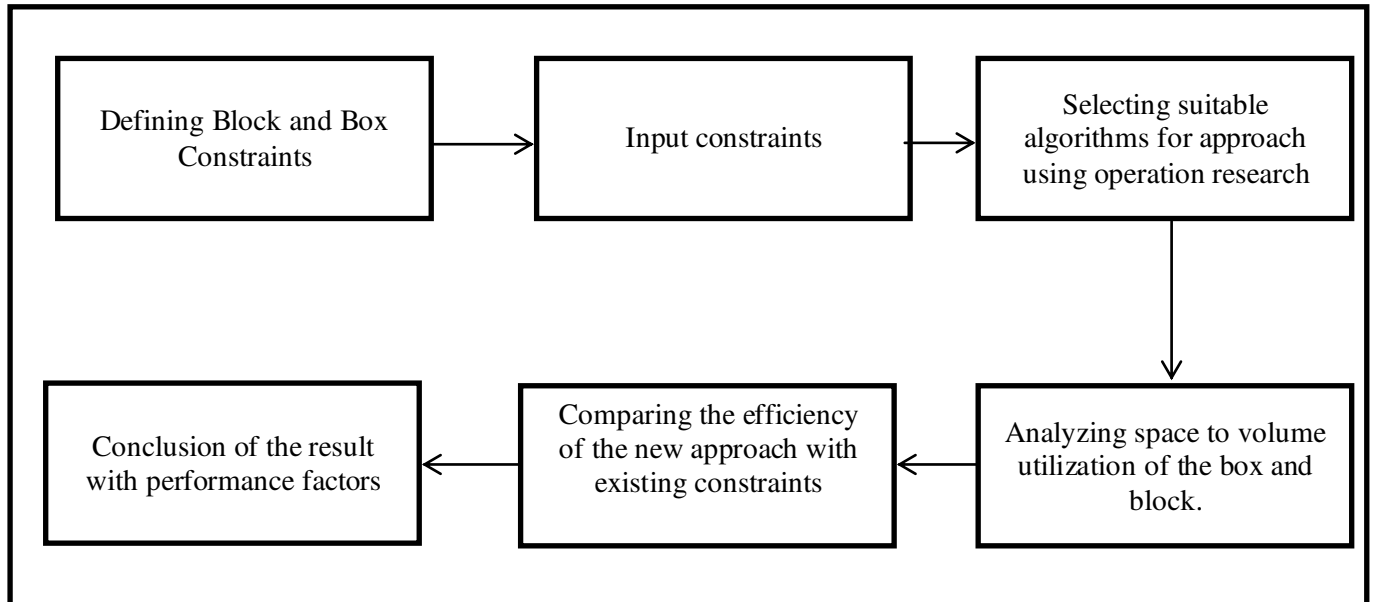 Defining Block and Box
Constraints
Input constraints
Selecting suitable
algorithms for approach
using operation research
Analyzing space to volume
utilization of the box and
block.
Comparing the efficiency
of the new approach with
existing constraints
Conclusion of the result
with performance factors